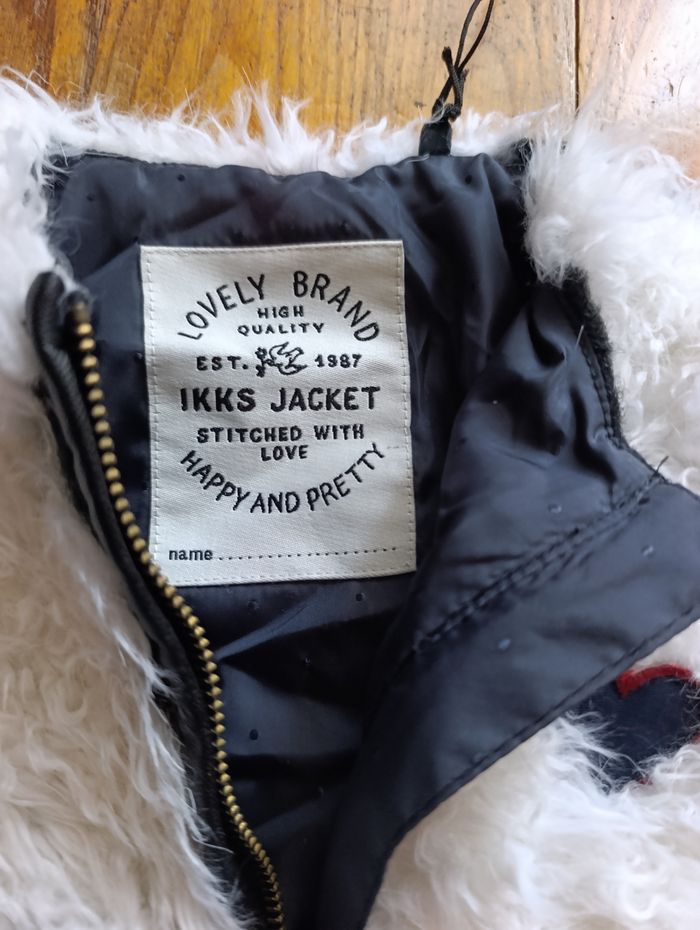 LOVELY BRAND
HIGH
QUALITY
EST. 1987
IKKS JACKET
STITCHED WITH
LOVE
HAPPY AND PRETTY
name....................